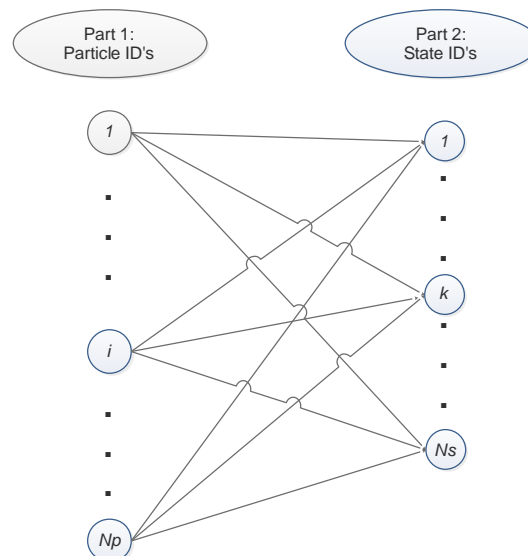 Part 1:
Particle ID's
Part 2:
State ID's
1
1
k
i
Ns
Np